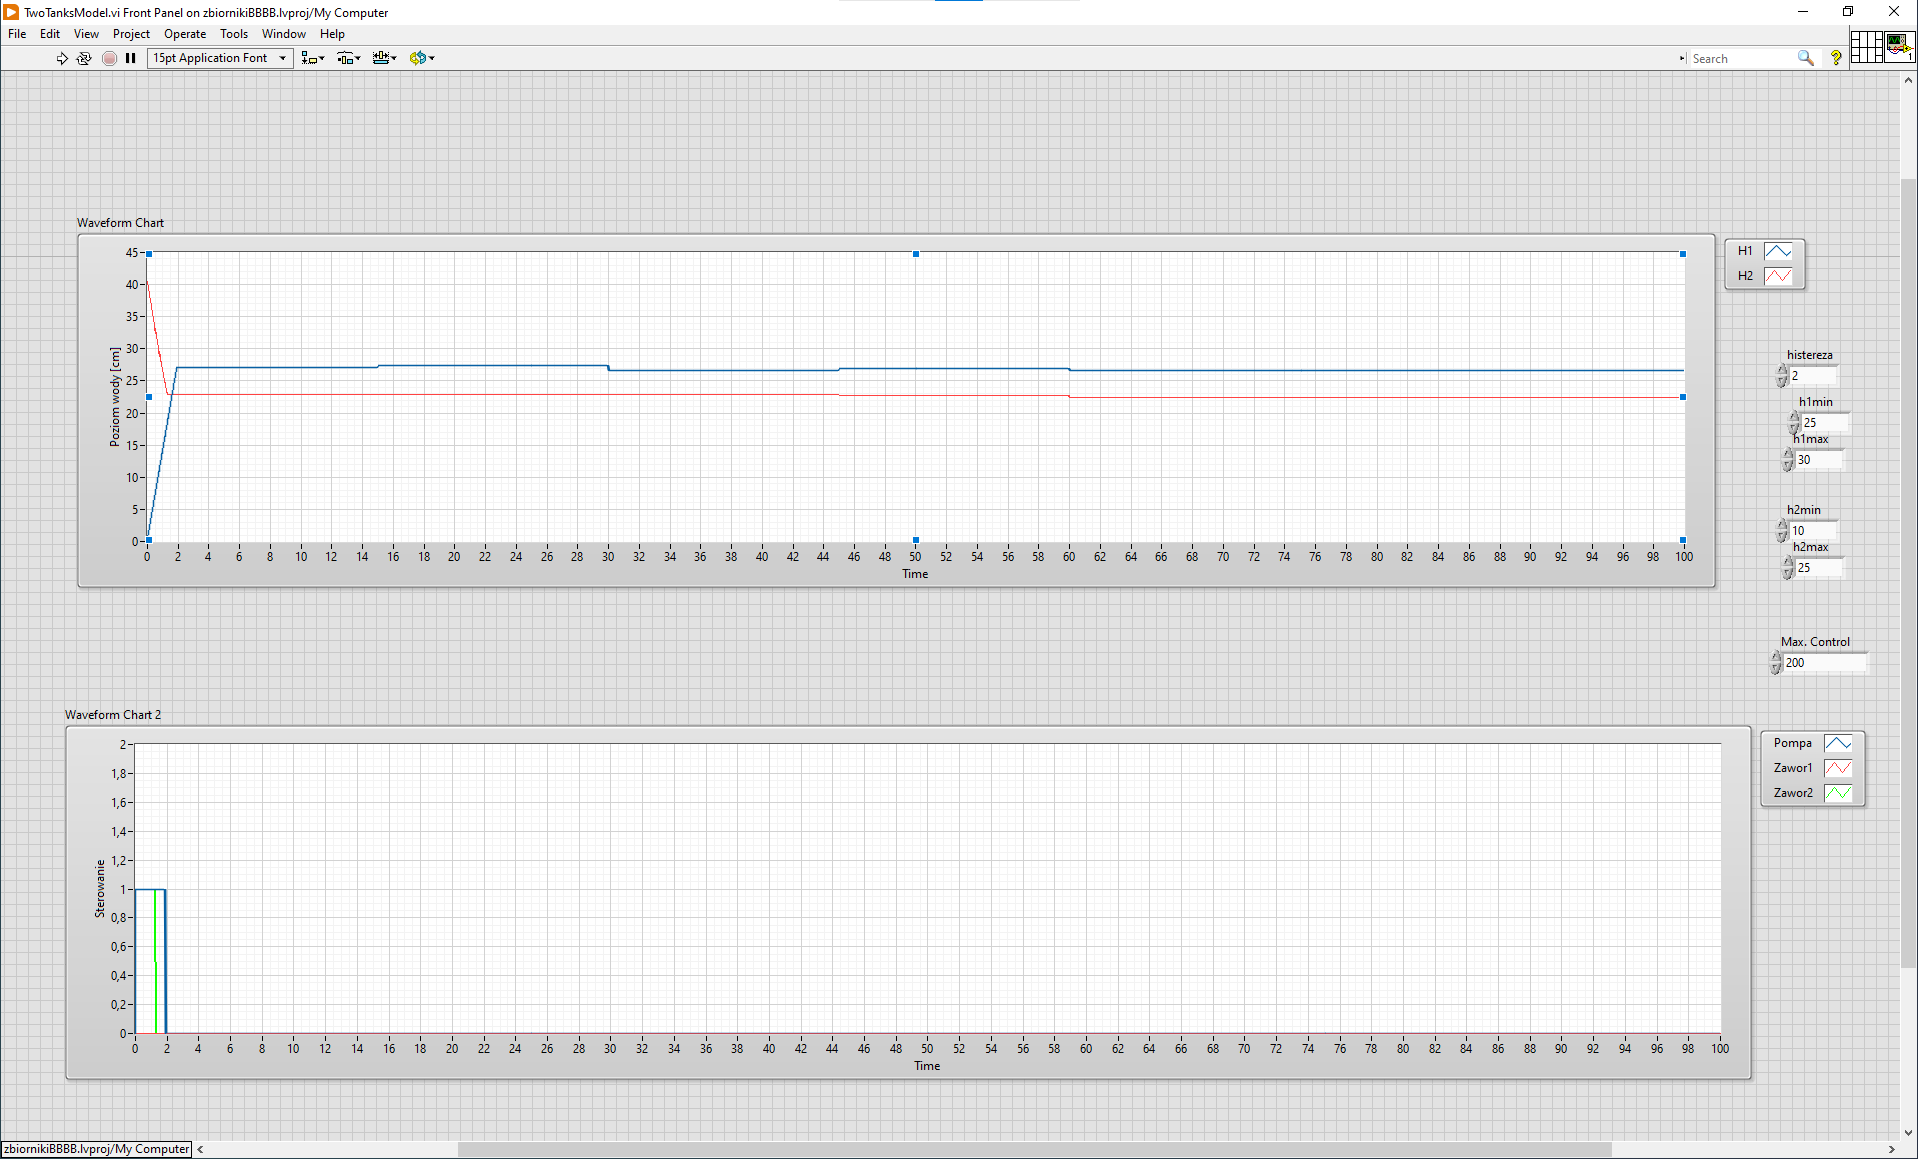 TwoTanksModel.vi Front Panel on zbiornikiBBBB.lvproj/My Computer
File Edit View Project Operate Tools Window Help
15pt Application Font
Search
?
1
Waveform Chart
45
40
35
30
25
20
15
10
5
0
Poziom wody [cm]
0 2 4 6 8 10 12 14 16 18 20 22 24 26 28 30 32 34 36 38 40 42 44 46 48 50 52 54 56 58 60 62 64 66 68 70 72 74 76 78 80 82 84 86 88 90 92 94 96 98 100
Time
H1
H2
histereza
2
h1min
25
h1max
30
h2min
10
h2max
25
Max. Control
200
Waveform Chart 2
2
1,8
1,6
1,4
1,2
1
0,8
0,6
0,4
0,2
0
Sterowanie
0 2 4 6 8 10 12 14 16 18 20 22 24 26 28 30 32 34 36 38 40 42 44 46 48 50 52 54 56 58 60 62 64 66 68 70 72 74 76 78 80 82 84 86 88 90 92 94 96 98 100
Time
Pompa
Zawor1
Zawor2
zbiornikiBBBB.lvproj/My Computer